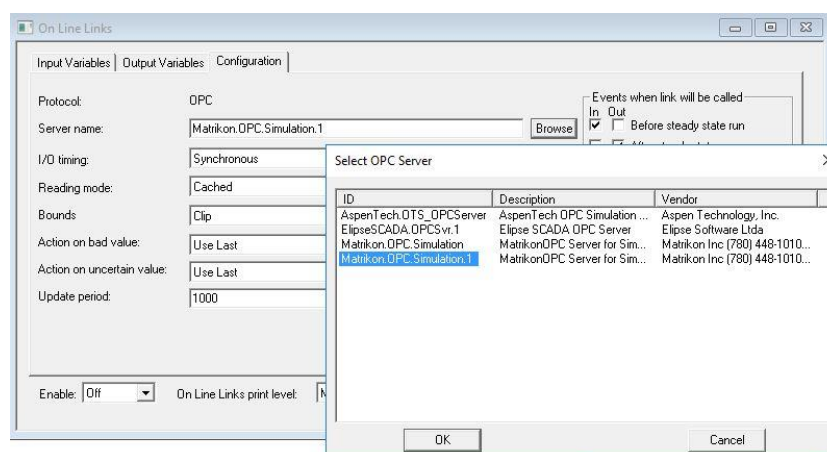 On Line Links
Input Variables Output Variables Configuration
Protocol: OPC
Server name: Matrikon.OPC.Simulation.1 Browse
I/O timing: Synchronous
Reading mode: Cached
Bounds Clip
Action on bad value: Use Last
Action on uncertain value: Use Last
Update period: 1000
Enable: Off On Line Links print level:
Events when link will be called
In Out
Before steady state run
Select OPC Server
ID Description Vendor
AspenTech.OTS_OPCServer AspenTech OPC Simulation ... Aspen Technology, Inc.
ElipseSCADA.OPCSvr.1 Elipse SCADA OPC Server Elipse Software Ltda
Matrikon.OPC.Simulation MatrikonOPC Server for Sim... Matrikon Inc (780) 448-1010...
Matrikon.OPC.Simulation.1 MatrikonOPC Server for Sim... Matrikon Inc (780) 448-1010...
OK Cancel